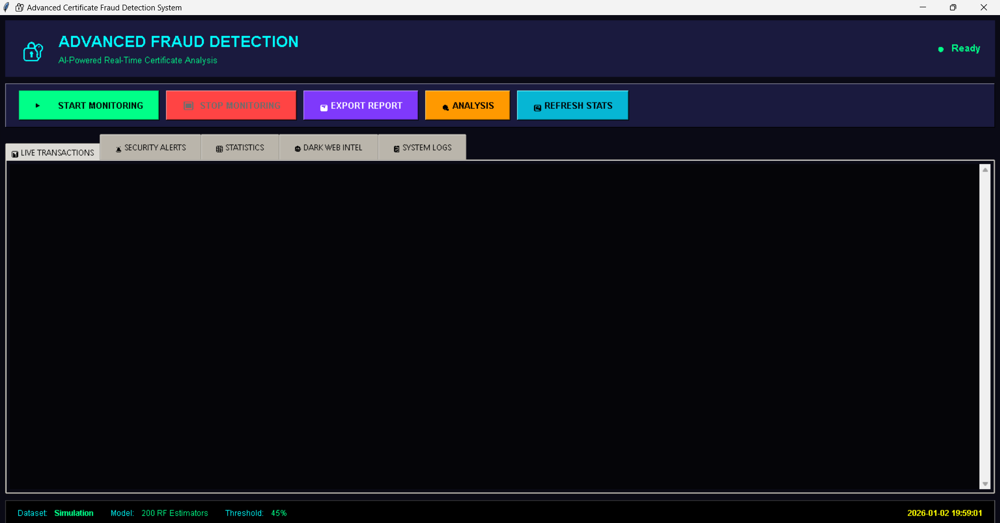 Advanced Certificate Fraud Detection System
ADVANCED FRAUD DETECTION
AI-Powered Real-Time Certificate Analysis
Ready
START MONITORING
STOP MONITORING
EXPORT REPORT
ANALYSIS
REFRESH STATS
LIVE TRANSACTIONS
SECURITY ALERTS
STATISTICS
DARK WEB INTEL
SYSTEM LOGS
Dataset: Simulation
Model: 200 RF Estimators
Threshold: 45%
2026-01-02 19:59:01